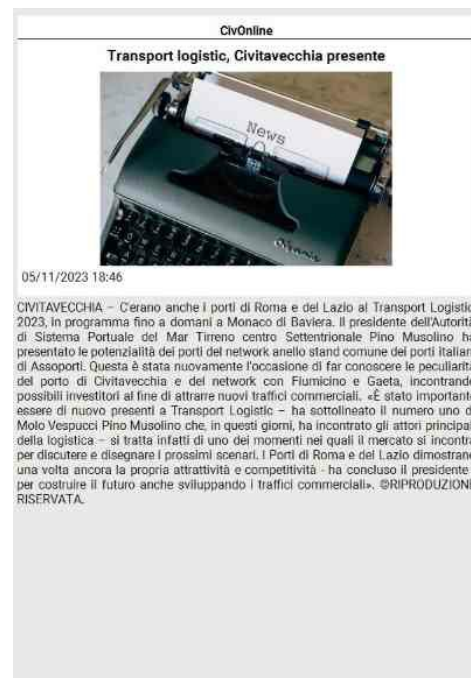 CivOnline
Transport logistic, Civitavecchia presente
News
05/11/2023 18:46
CIVITAVECCHIA – C'erano anche i porti di Roma e del Lazio al Transport Logistic
2023, in programma fino a domani a Monaco di Baviera. Il presidente dell'Autorità
di Sistema Portuale del Mar Tirreno centro Settentrionale Pino Musolino ha
presentato le potenzialità dei porti del network anello stand comune dei porti italian
di Assoporti. Questa è stata nuovamente l'occasione di far conoscere le peculiarità
del porto di Civitavecchia e del network con Fiumicino e Gaeta, incontrando
possibili investitori al fine di attrarre nuovi traffici commerciali. «È stato importante
essere di nuovo presenti a Transport Logistic – ha sottolineato il numero uno d
Molo Vespucci Pino Musolino che, in questi giorni, ha incontrato gli attori principal
della logistica – si tratta infatti di uno dei momenti nei quali il mercato si incontra
per discutere e disegnare i prossimi scenari. I Porti di Roma e del Lazio dimostrano
una volta ancora la propria attrattività e competitività - ha concluso il presidente
per costruire il futuro anche sviluppando i traffici commerciali». ©RIPRODUZIONE
RISERVATA.